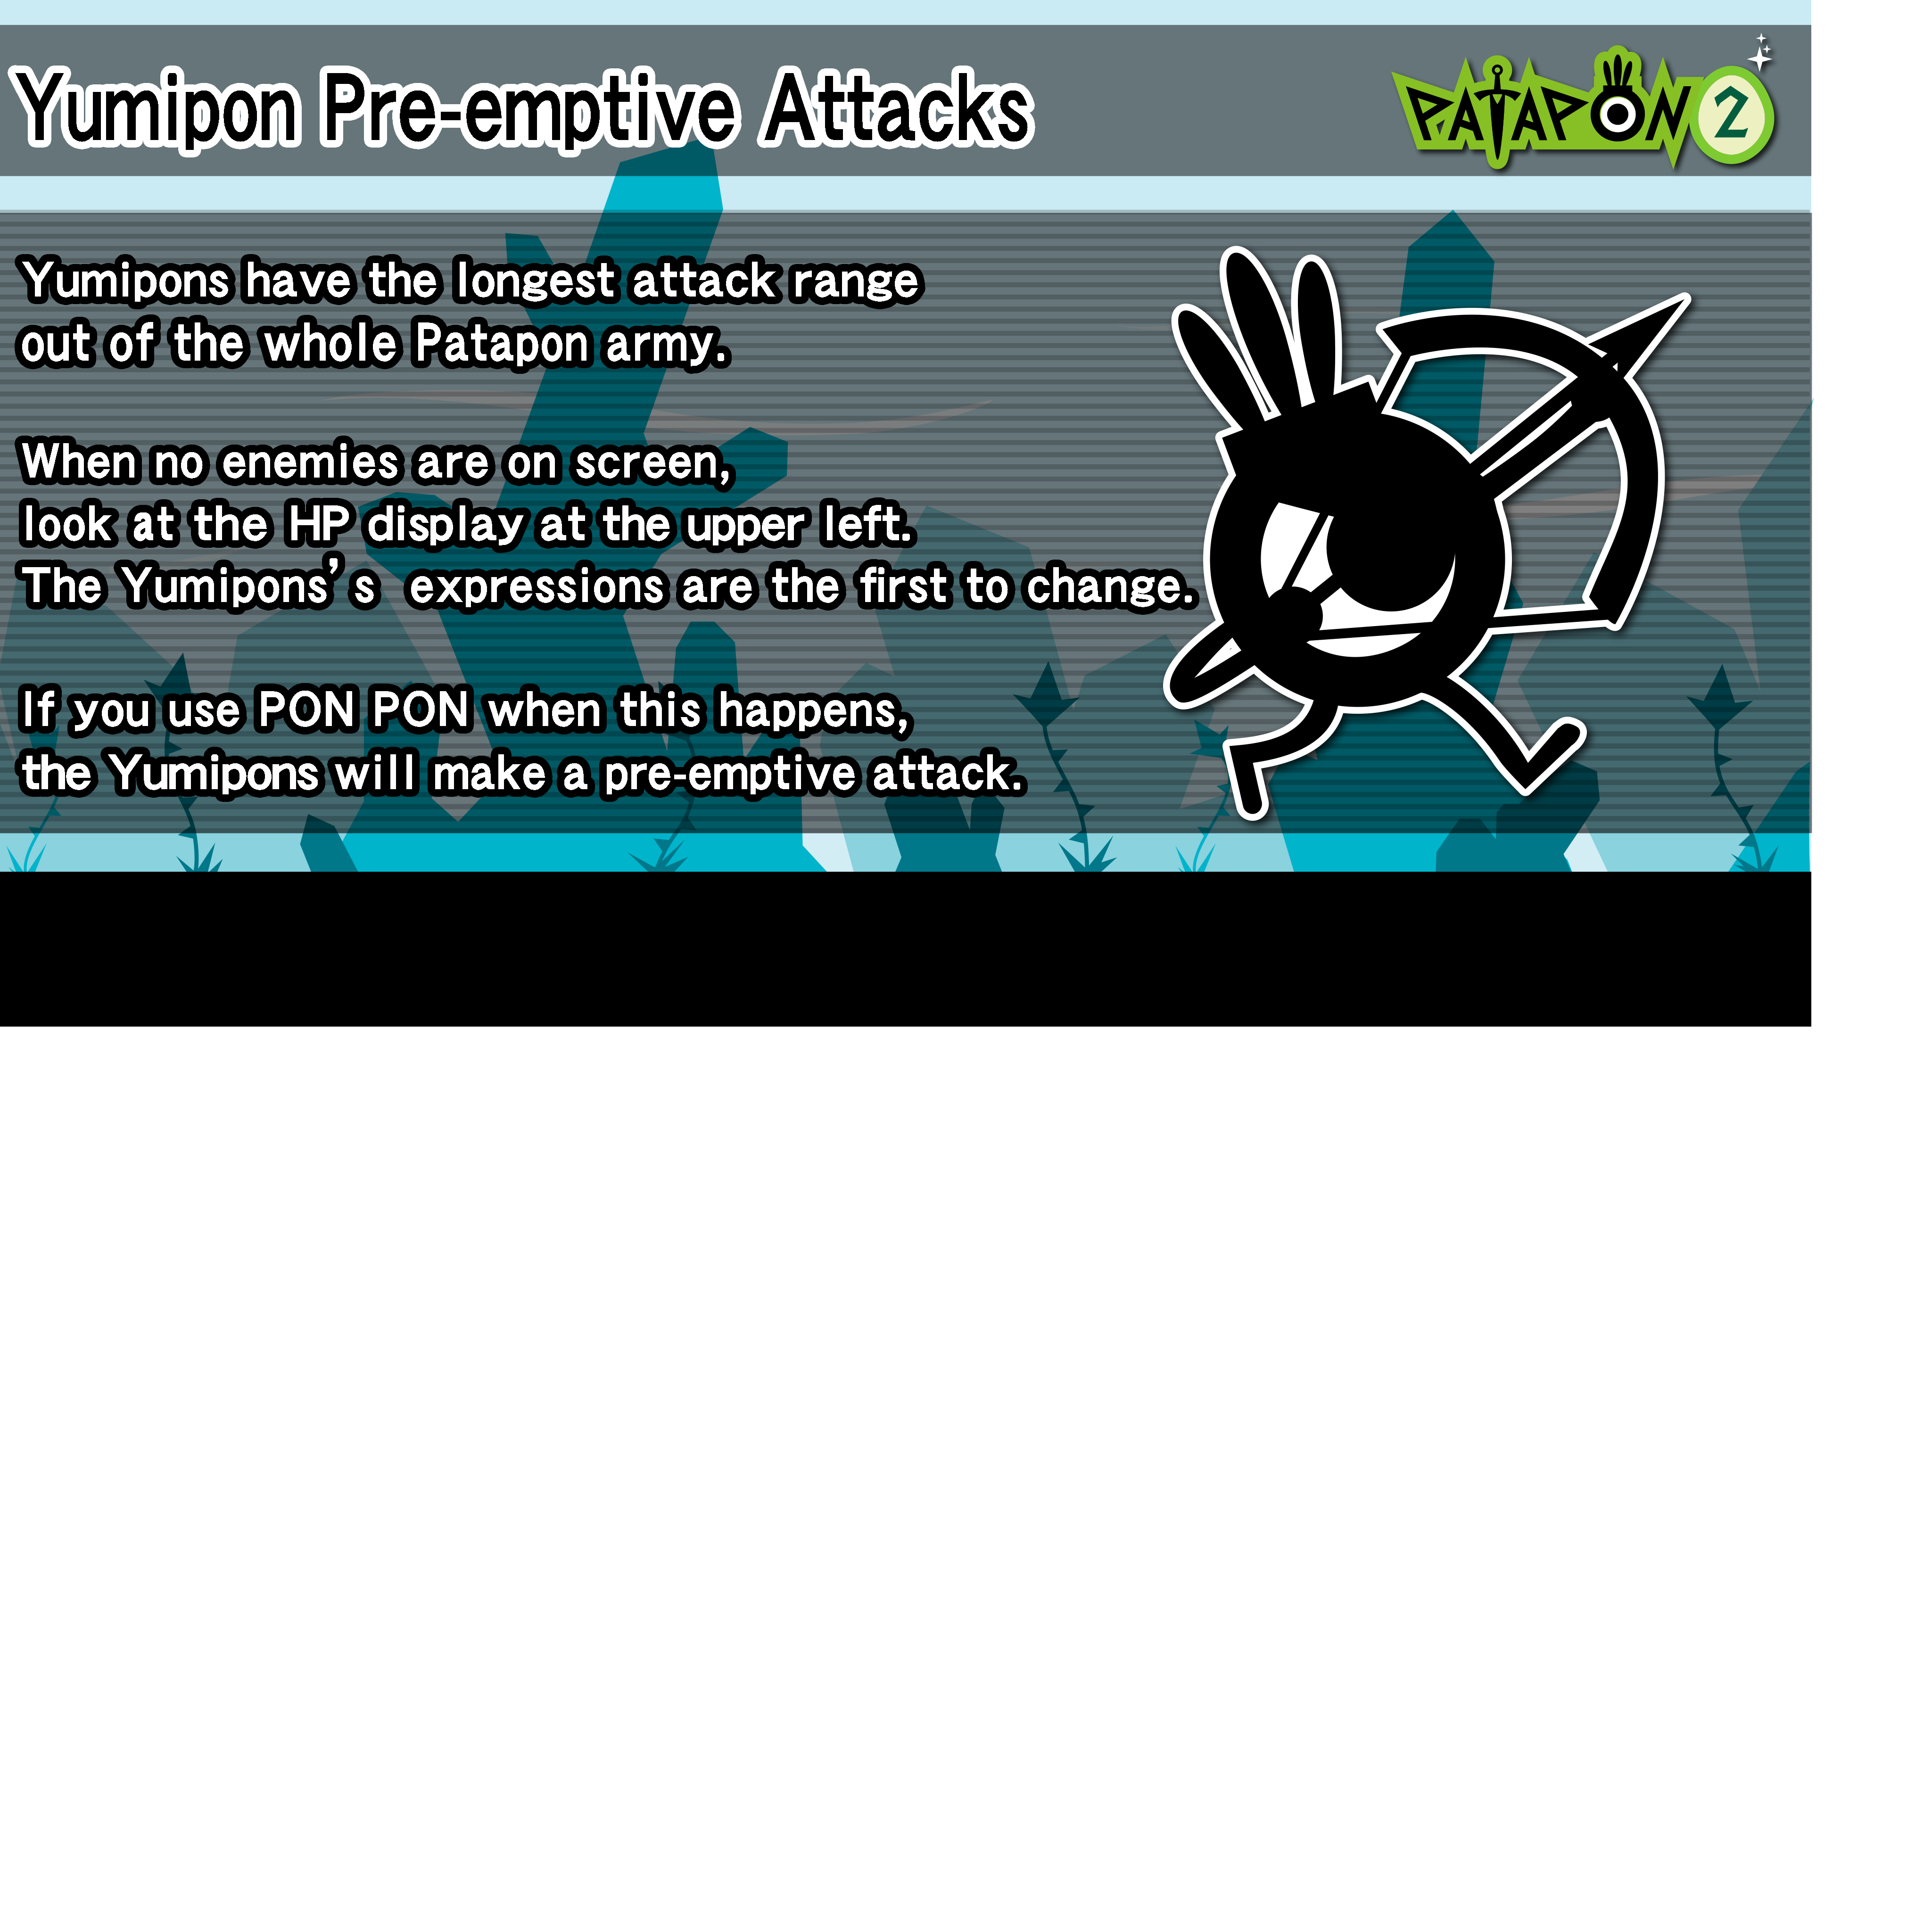 Yumipon Pre-emptive Attacks
PATAPON 2
Yumipons have the longest attack range
out of the whole Patapon army.
When no enemies are on screen,
look at the HP display at the upper left.
The Yumipons's expressions are the first to change.
If you use PON PON when this happens,
the Yumipons will make a pre-emptive attack.